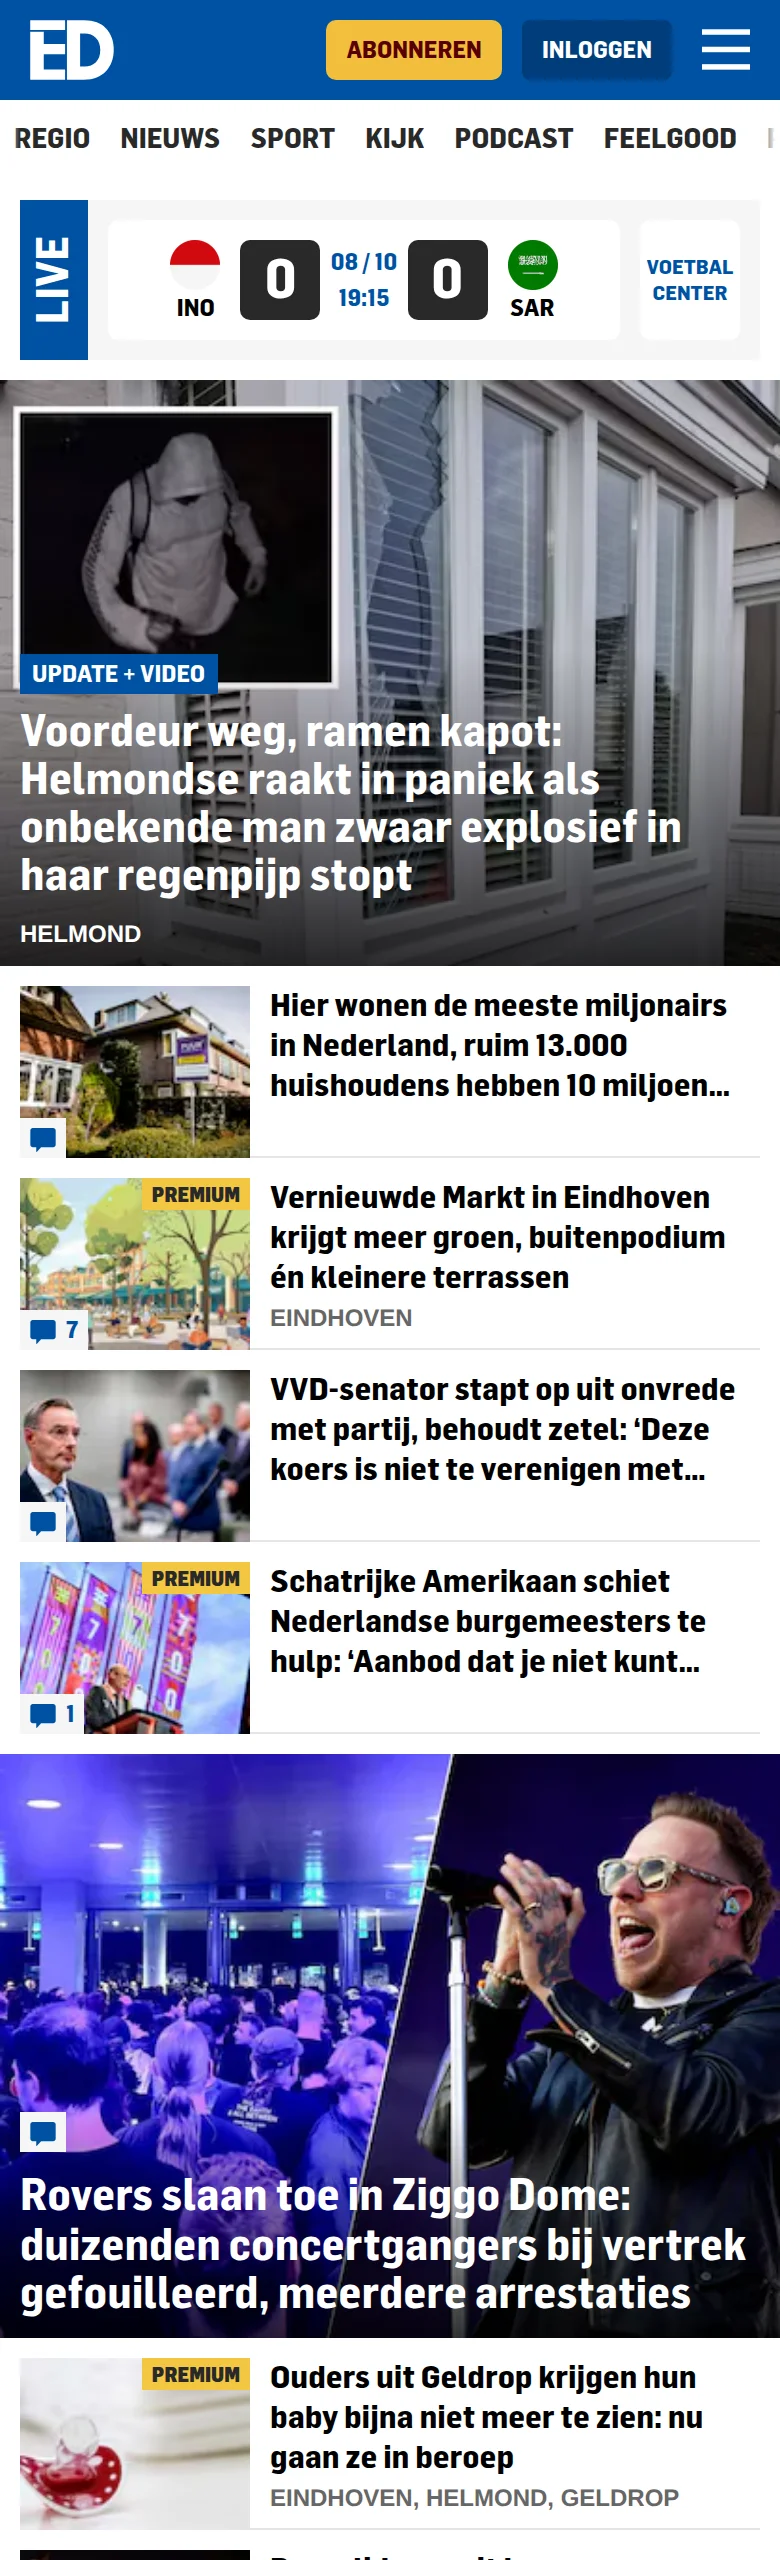 ED
ABONNEREN
INLOGGEN
REGIO NIEUWS SPORT KIJK PODCAST FEELGOOD
LIVE
INO
0
08 / 10
19:15
0
SAR
VOETBAL
CENTER
UPDATE + VIDEO
Voordeur weg, ramen kapot:
Helmondse raakt in paniek als
onbekende man zwaar explosief in
haar regenpijp stopt
HELMOND
Hier wonen de meeste miljonairs
in Nederland, ruim 13.000
huishoudens hebben 10 miljoen...
PREMIUM
7
Vernieuwde Markt in Eindhoven
krijgt meer groen, buitenpodium
én kleinere terrassen
EINDHOVEN
VVD-senator stapt op uit onvrede
met partij, behoudt zetel: ‘Deze
koers is niet te verenigen met...
PREMIUM
1
Schatrijke Amerikaan schiet
Nederlandse burgemeesters te
hulp: ‘Aanbod dat je niet kunt...
Rovers slaan toe in Ziggo Dome:
duizenden concertgangers bij vertrek
gefouilleerd, meerdere arrestaties
PREMIUM
Ouders uit Geldrop krijgen hun
baby bijna niet meer te zien: nu
gaan ze in beroep
EINDHOVEN, HELMOND, GELDROP